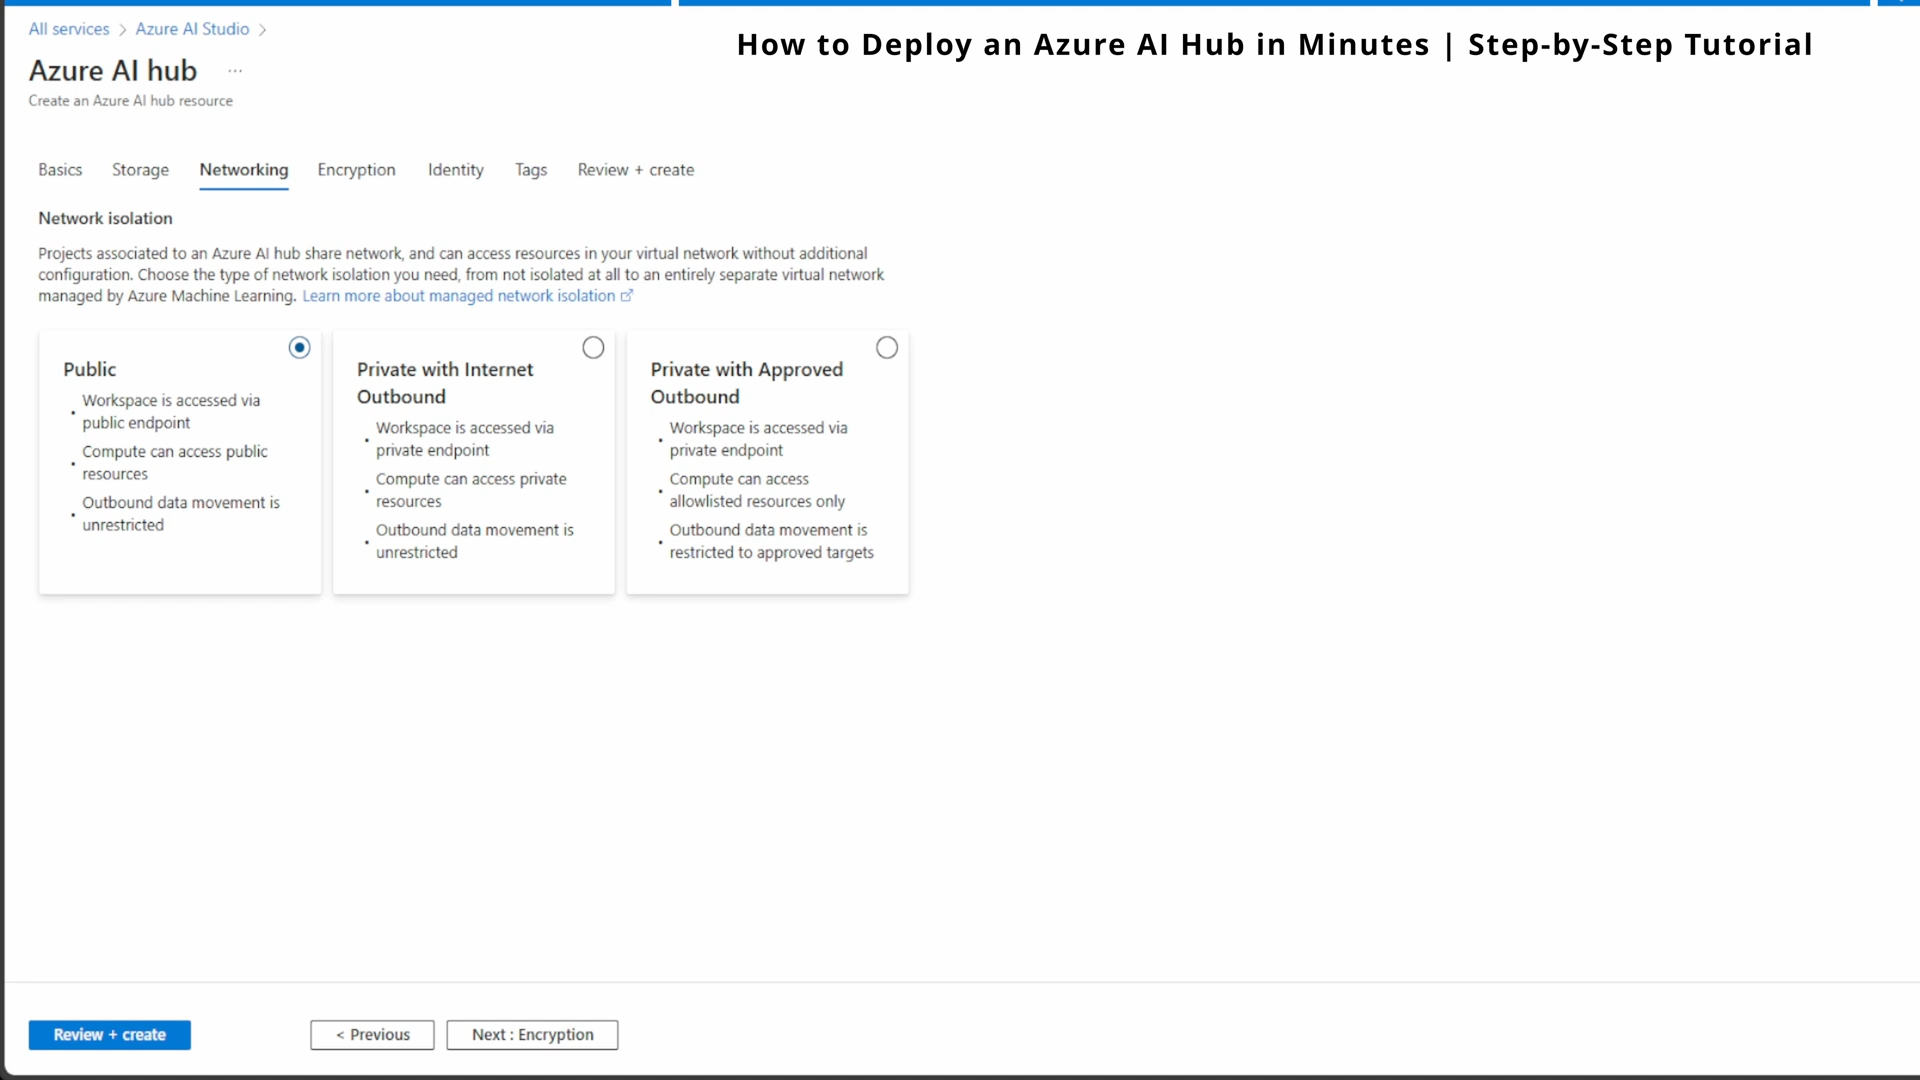 All services > Azure AI Studio >
How to Deploy an Azure AI Hub in Minutes | Step-by-Step Tutorial
Azure AI hub ...
Create an Azure AI hub resource
Basics Storage Networking Encryption Identity Tags Review + create
Network isolation
Projects associated to an Azure AI hub share network, and can access resources in your virtual network without additional
configuration. Choose the type of network isolation you need, from not isolated at all to an entirely separate virtual network
managed by Azure Machine Learning. Learn more about managed network isolation
Public
• Workspace is accessed via
public endpoint
• Compute can access public
resources
• Outbound data movement is
unrestricted
Private with Internet
Outbound
• Workspace is accessed via
private endpoint
• Compute can access private
resources
• Outbound data movement is
unrestricted
Private with Approved
Outbound
• Workspace is accessed via
private endpoint
• Compute can access
allowlisted resources only
• Outbound data movement is
restricted to approved targets
Review + create
< Previous
Next : Encryption